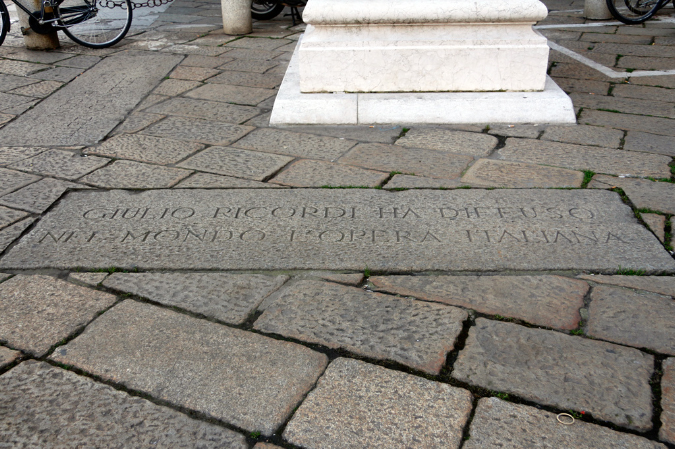 GIULIO RICORDI HA DIFFUSO
NEL MONDO L'OPERA ITALIANA